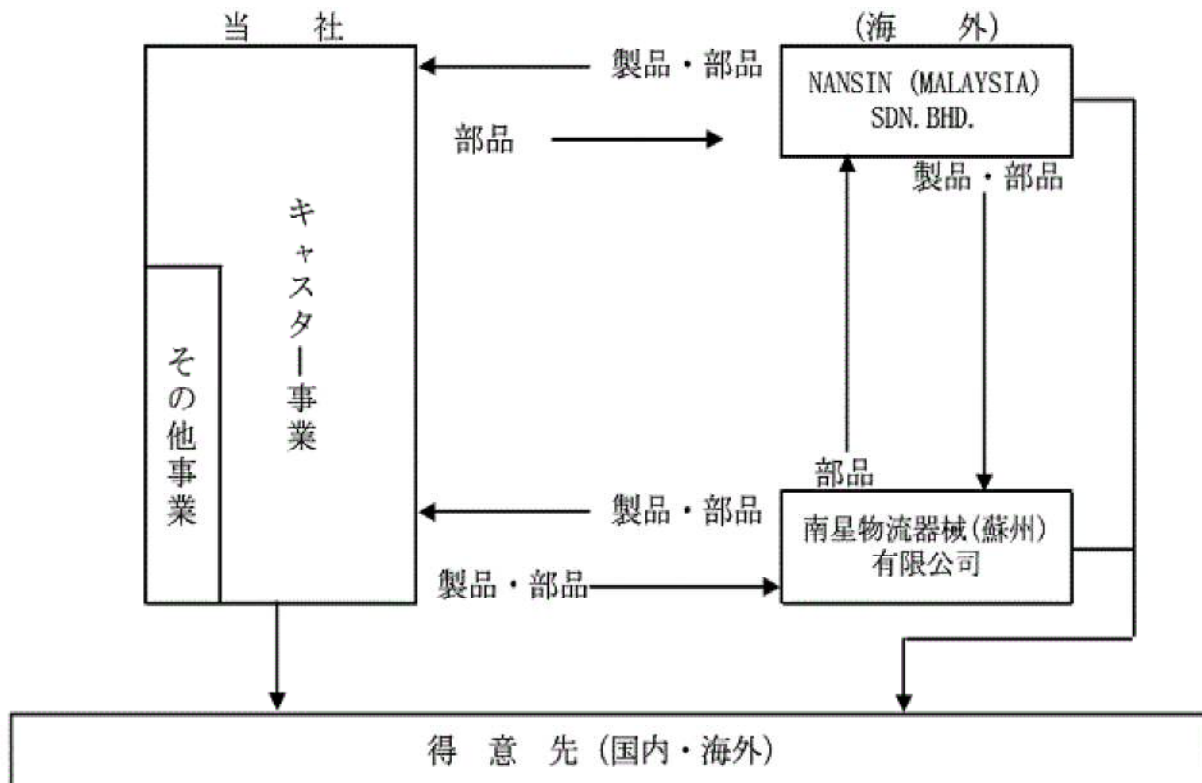 当 社
(海 外)
製品・部品
NANSIN (MALAYSIA)
SDN. BHD.
部品
製品・部品
キャスター事業
その他事業
部品
製品・部品
南星物流器械(蘇州)
有限公司
製品・部品
得 意 先 (国内・海外)